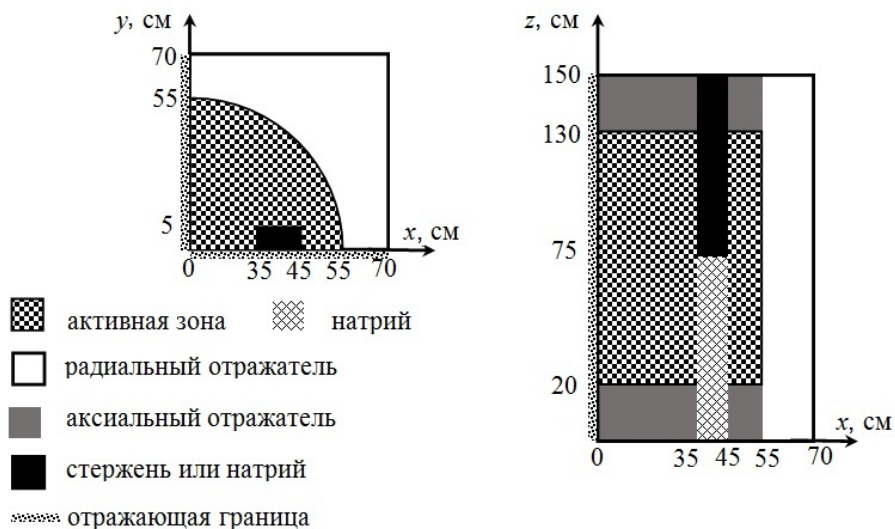 y, см
70
55
5
x, см
0
35
45
55
70
z, см
150
130
75
20
x, см
0
35
45
55
70
активная зона
натрий
радиальный отражатель
аксиальный отражатель
стержень или натрий
отражающая граница